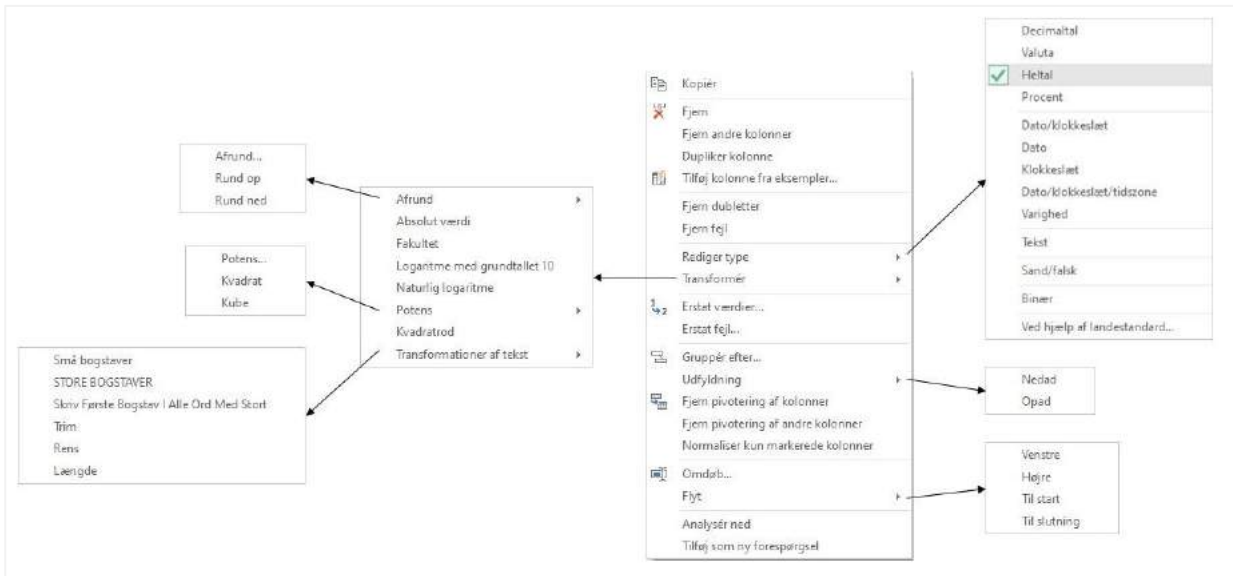 Kopiér
Fjern
Fjern andre kolonner
Dupliker kolonne
Tilføj kolonne fra eksempler...
Fjern dubletter
Fjern fejl
Rediger type
Transformér
Erstat værdier...
Erstat fejl...
Gruppér efter...
Udfyldning
Fjem pivotering af kolonner
Fjem pivotering af andre kolonner
Normaliser kun markerede kolonner
Omdøb...
Flyt
Analysér ned
Tilføj som ny forespørgsel
Decimaltal
Valuta
Heltal
Procent
Dato/klokkeslæt
Dato
Klokkeslæt
Dato/klokkeslæt/tidszone
Varighed
Tekst
Sand/falsk
Binær
Ved hjælp af landestandard...
Afrund
Absolut værdi
Fakultet
Logaritme med grundtallet 10
Naturlig logaritme
Potens
Kvadratrod
Transformationer af tekst
Afrund...
Rund op
Rund ned
Potens...
Kvadrat
Kube
Små bogstaver
STORE BOGSTAVER
Skriv Første Bogstav I Alle Ord Med Stort
Trim
Rens
Længde
Nedad
Opad
Venstre
Højre
Til start
Til slutning